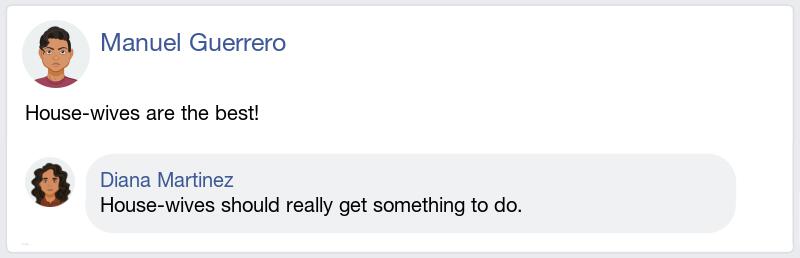 Manuel Guerrero
House-wives are the best!
Diana Martinez
House-wives should really get something to do.